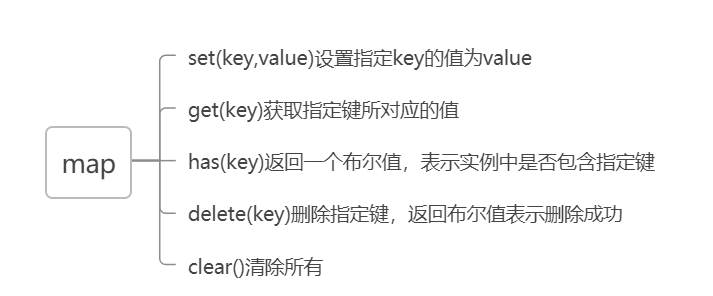 map
set(key,value)设置指定key的值为value
get(key)获取指定键所对应的值
has(key)返回一个布尔值，表示实例中是否包含指定键
delete(key)删除指定键，返回布尔值表示删除成功
clear()清除所有